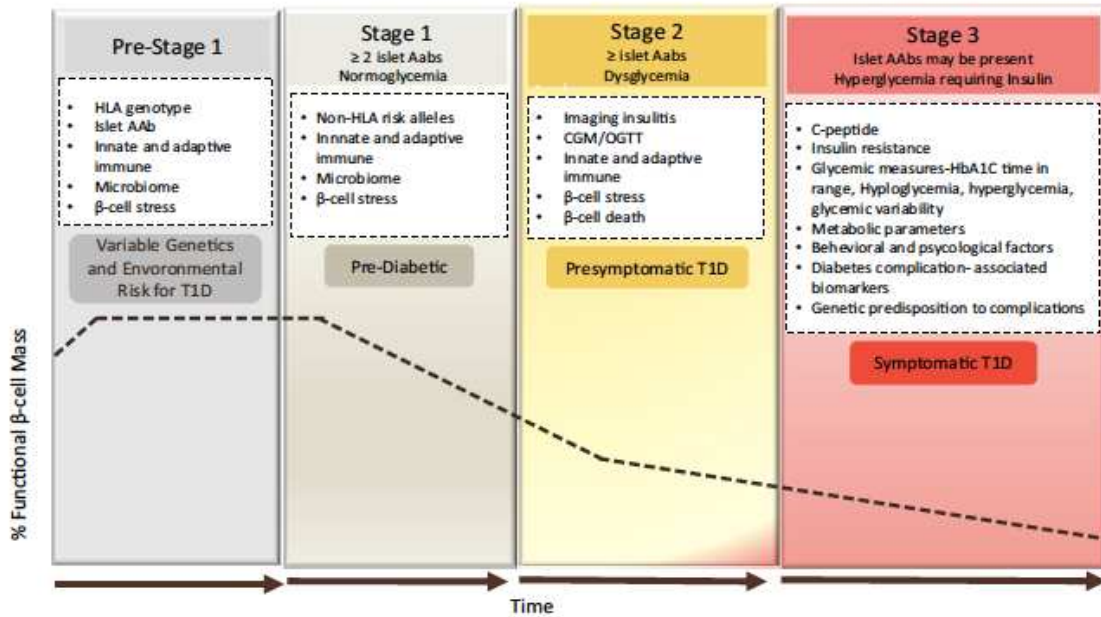 Pre-Stage 1
• HLA genotype
• Islet AAb
• Innate and adaptive
immune
• Microbiome
• β-cell stress
Variable Genetics
and Envoronmental
Risk for T1D
Stage 1
≥ 2 islet Aabs
Normoglycemia
• Non-HLA risk alleles
• Innnate and adaptive
immune
• Microbiome
• β-cell stress
Pre-Diabetic
Stage 2
≥ islet Aabs
Dysglycemia
• Imaging insulitis
• CGM/OGTT
• Innate and adaptive
immune
• β-cell stress
• β-cell death
Presymptomatic T1D
Stage 3
Islet AAbs may be present
Hyperglycemia requiring Insulin
• C-peptide
• Insulin resistance
• Glycemic measures-HbA1C time in
range, Hyploglycemia, hyperglycemia,
glycemic variability
• Metabolic parameters
• Behevioral and psycological factors
• Diabetes complication- associated
biomarkers
• Genetic predisposition to complications
Symptomatic T1D
% Functional β-cell Mass
Time